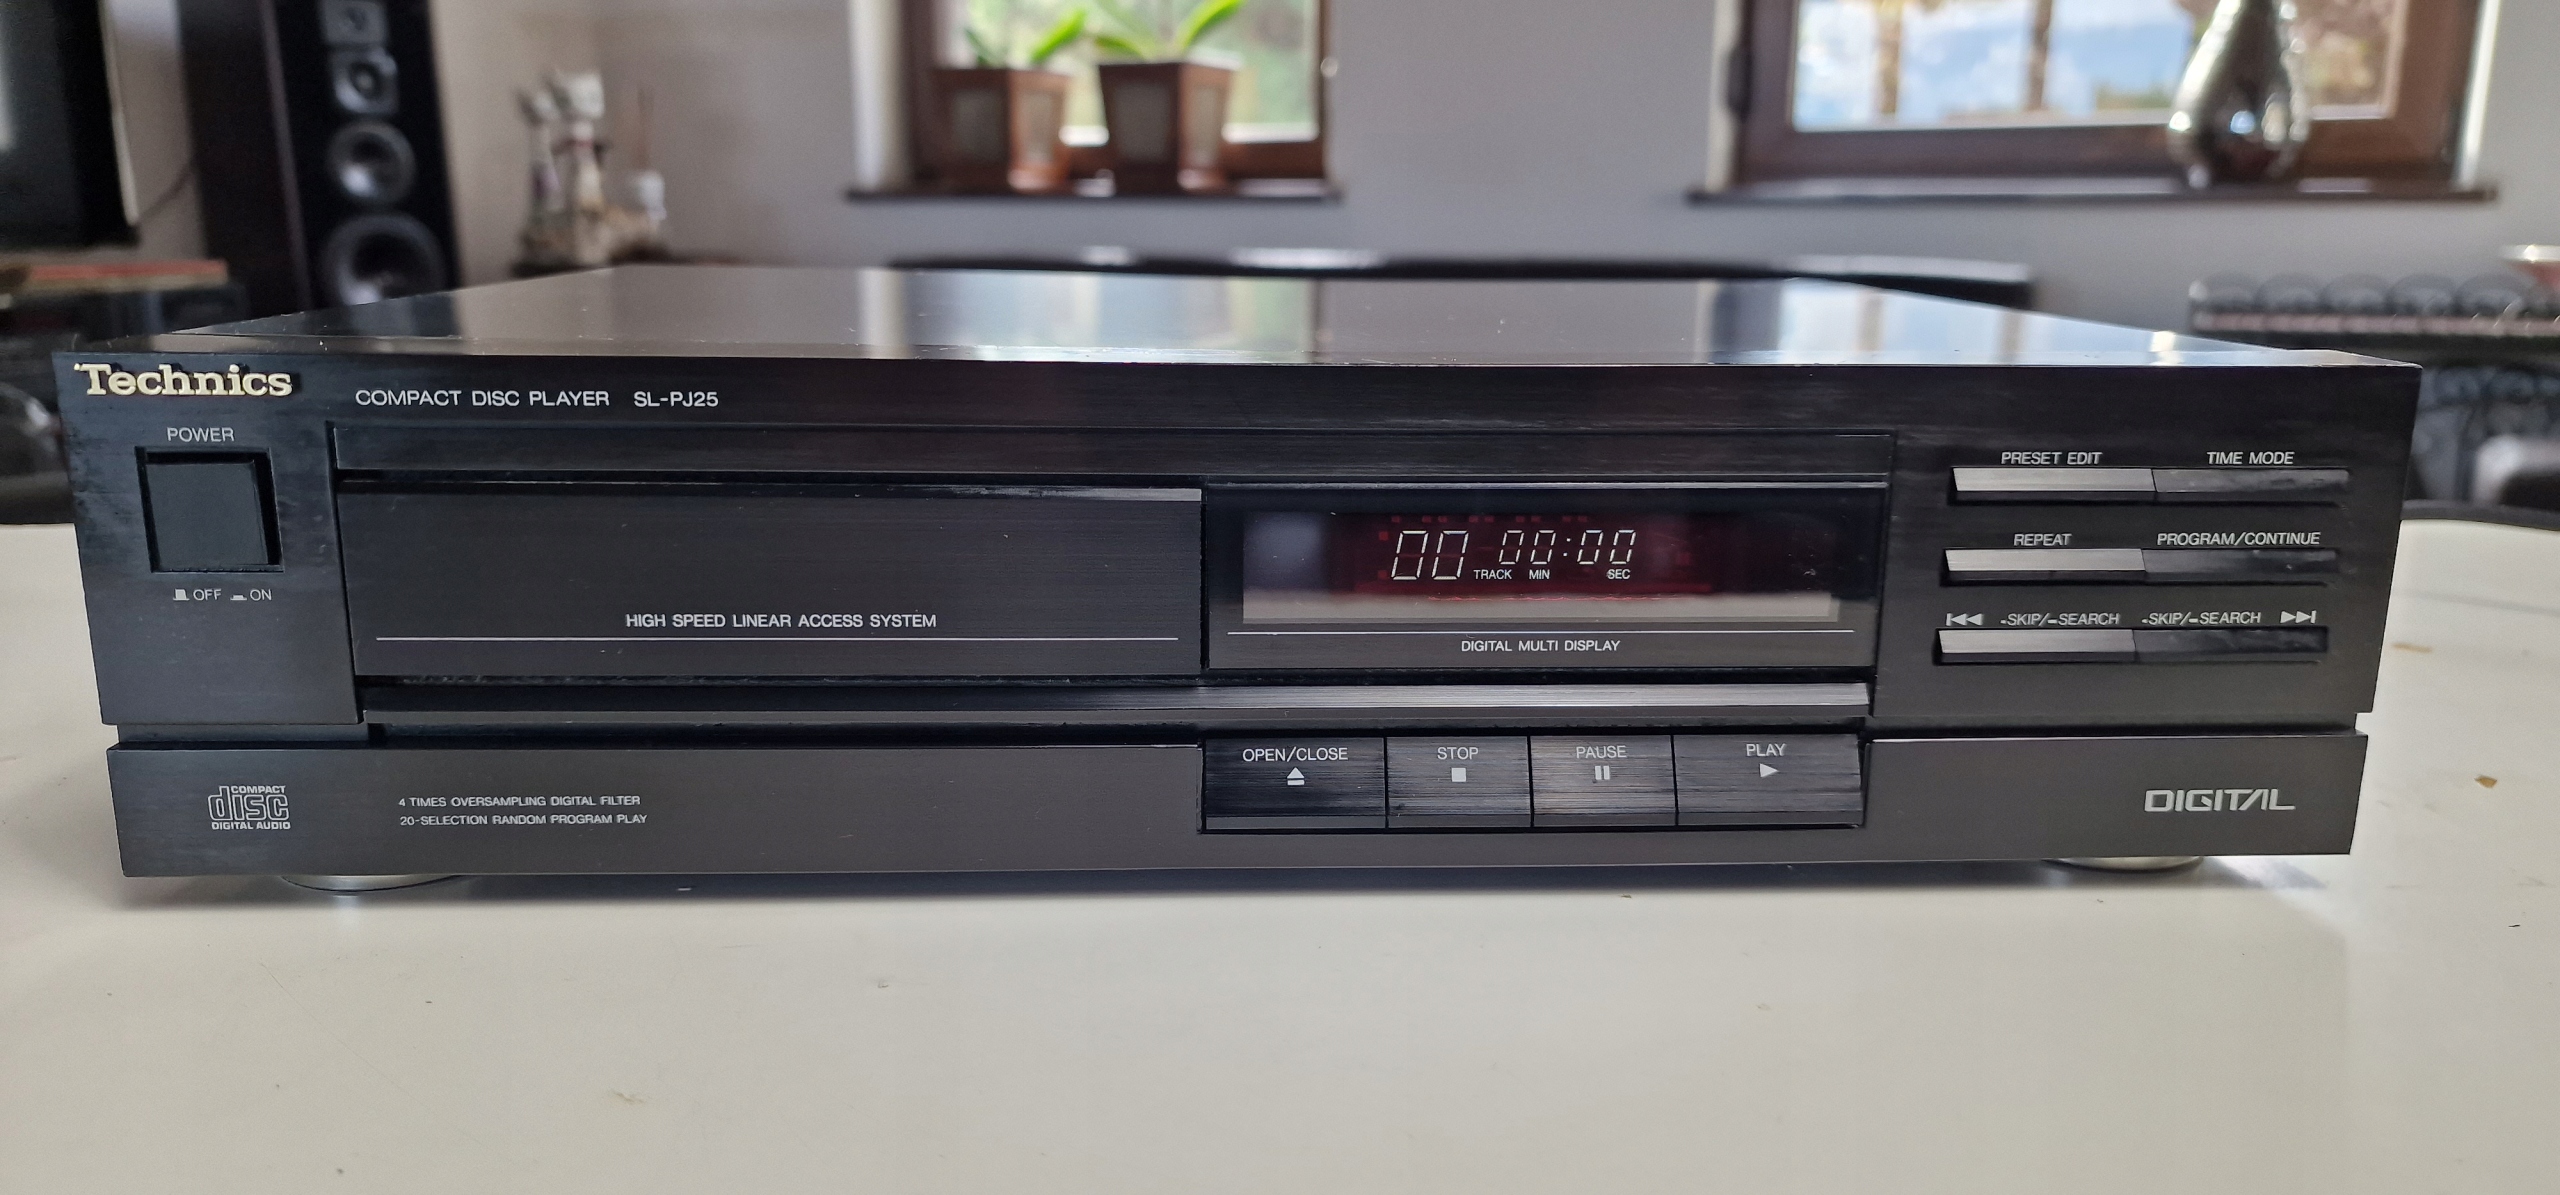 Technics
COMPACT DISC PLAYER SL-PJ25
POWER
OFF ON
HIGH SPEED LINEAR ACCESS SYSTEM
00 00:00
TRACK MIN SEC
DIGITAL MULTI DISPLAY
PRESET EDIT TIME MODE
REPEAT PROGRAM/CONTINUE
-SKIP/-SEARCH -SKIP/-SEARCH
OPEN/CLOSE STOP PAUSE PLAY
COMPACT
disc
DIGITAL AUDIO
4 TIMES OVERSAMPLING DIGITAL FILTER
20-SELECTION RANDOM PROGRAM PLAY
DIGITAL